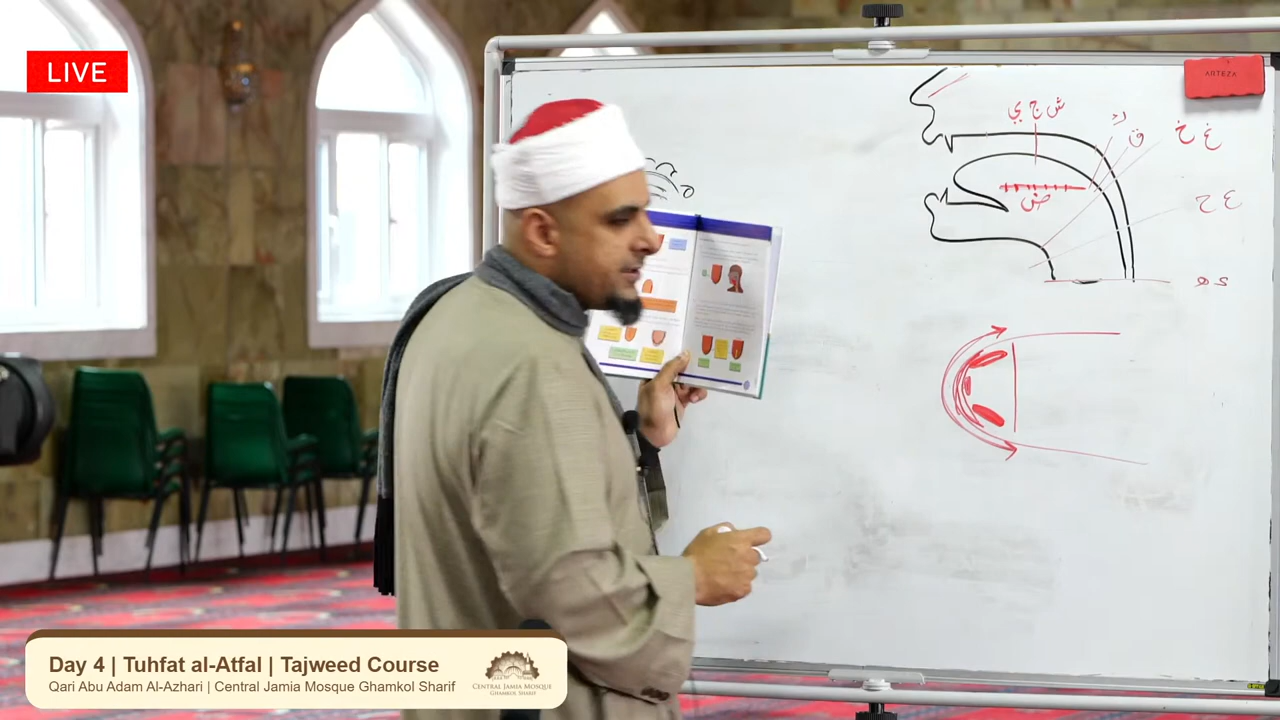 LIVE
ARTEZA
ش ج ي
ك
ق
غ خ
ض
ع ح
ء ه
Day 4 | Tuhfat al-Atfal | Tajweed Course
Qari Abu Adam Al-Azhari | Central Jamia Mosque Ghamkol Sharif
CENTRAL JAMIA MOSQUE
GHAMKOL SHARIF